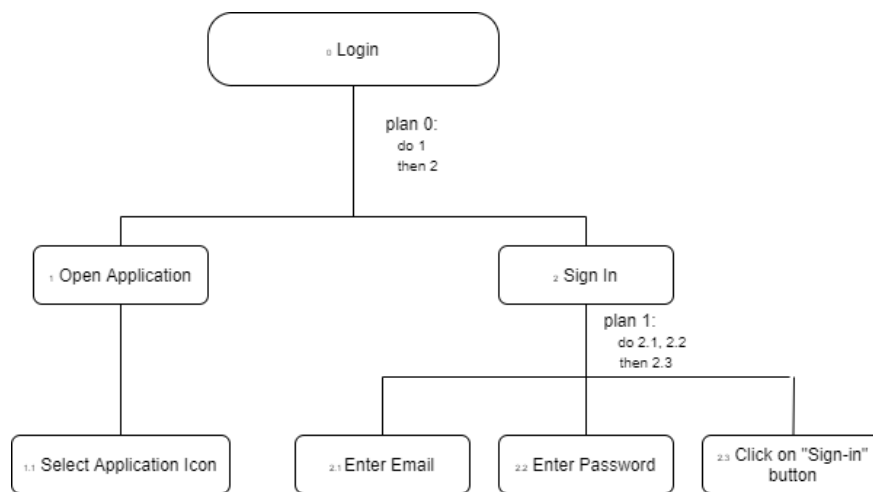 0 Login
plan 0:
do 1
then 2
1 Open Application
2 Sign In
plan 1:
do 2.1, 2.2
then 2.3
1.1 Select Application Icon
2.1 Enter Email
2.2 Enter Password
2.3 Click on "Sign-in"
button